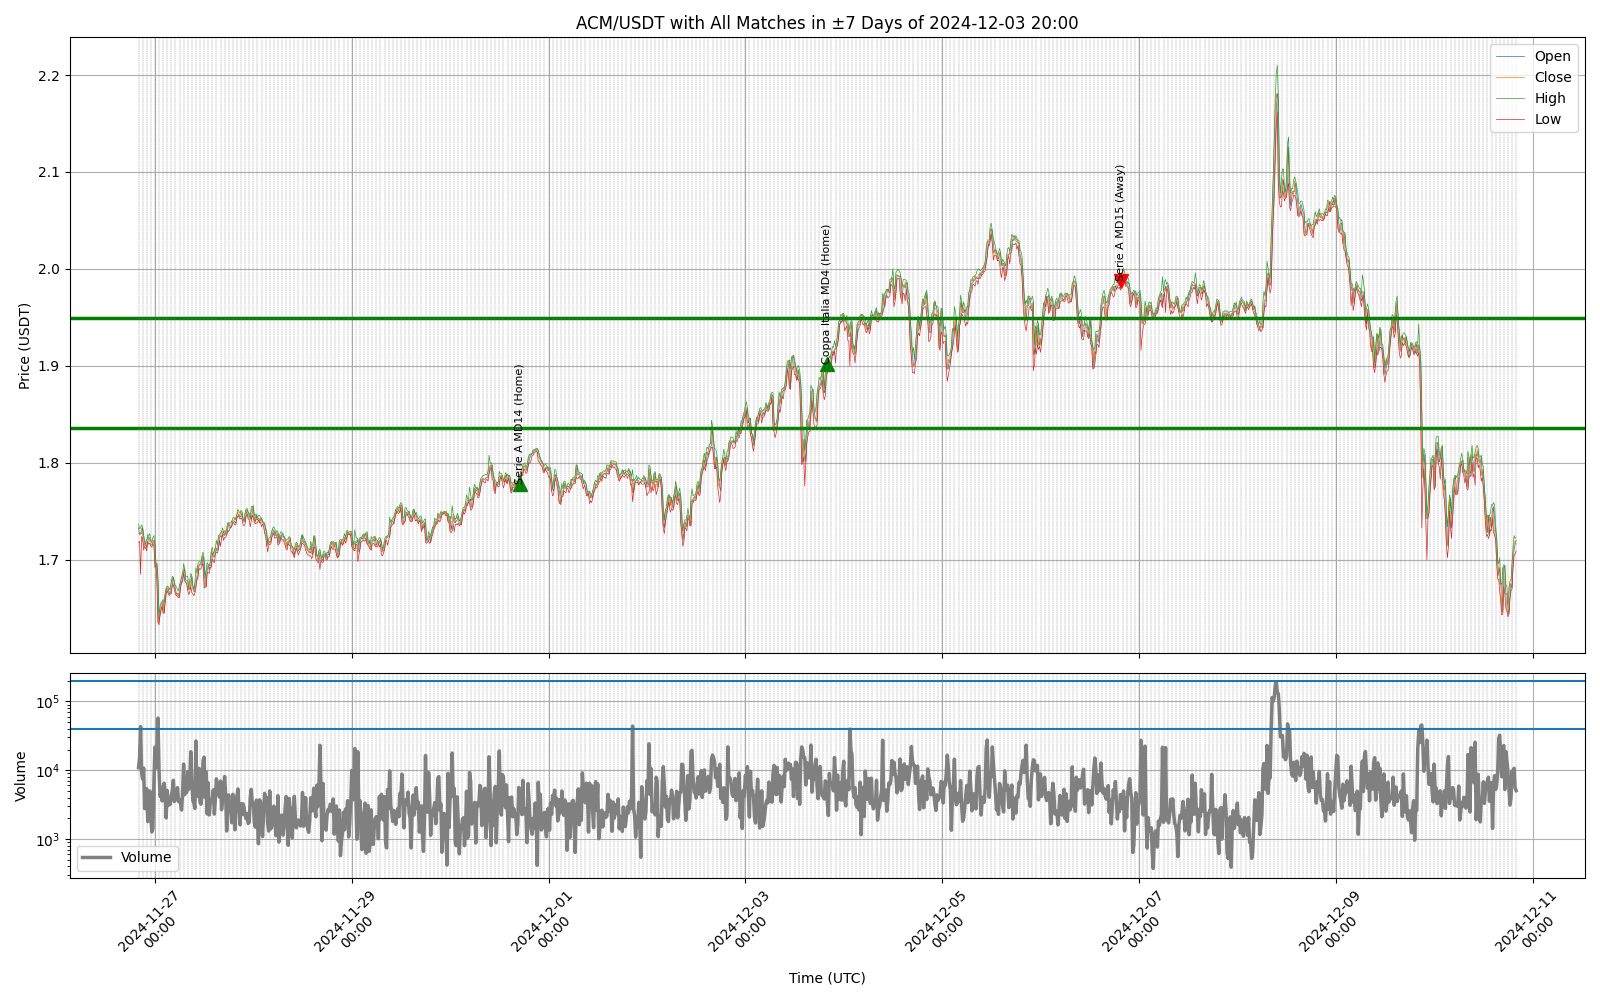 ACM/USDT with All Matches in ±7 Days of 2024-12-03 20:00
Open
Close
High
Low
2.2
2.1
2.0
1.9
1.8
1.7
Price (USDT)
Serie A MD14 (Home)
Coppa Italia MD4 (Home)
Serie A MD15 (Away)
10^5
10^4
10^3
Volume
Volume
2024-11-27
00:00
2024-11-29
00:00
2024-12-01
00:00
2024-12-03
00:00
2024-12-05
00:00
2024-12-07
00:00
2024-12-09
00:00
2024-12-11
00:00
Time (UTC)